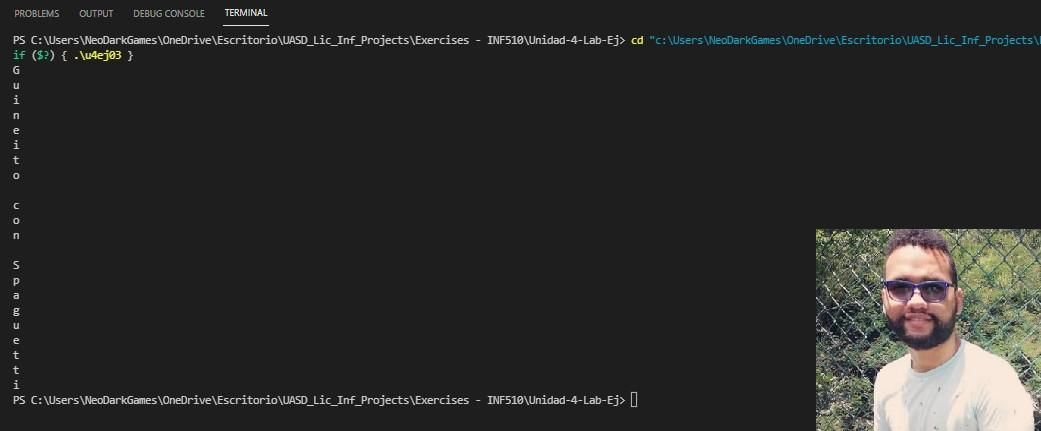 PROBLEMS OUTPUT DEBUG CONSOLE TERMINAL
PS C:\Users\NeoDarkGames\OneDrive\Escritorio\UASD_Lic_Inf_Projects\Exercises - INF510\Unidad-4-Lab-Ej> cd "c:\Users\NeoDarkGames\OneDrive\Escritorio\UASD_Lic_Inf_Projects\
if ($?) { .\u4ej03 }
G
u
i
n
e
i
t
o
c
o
n
S
p
a
g
u
e
t
t
i
PS C:\Users\NeoDarkGames\OneDrive\Escritorio\UASD_Lic_Inf_Projects\Exercises - INF510\Unidad-4-Lab-Ej>